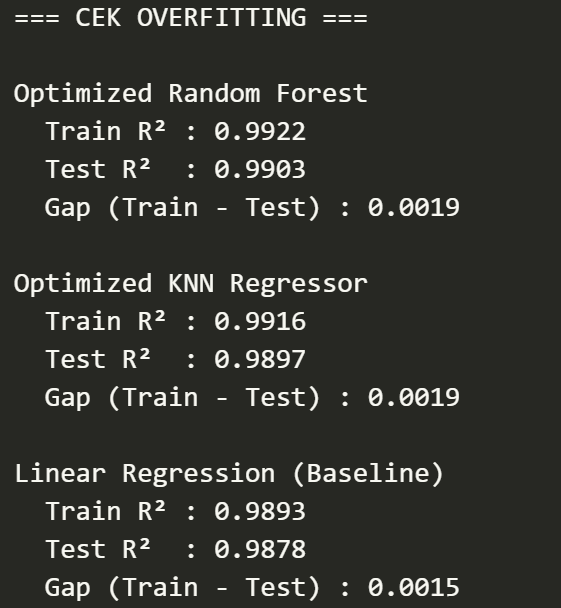 === CEK OVERFITTING ===
Optimized Random Forest
Train R² : 0.9922
Test R² : 0.9903
Gap (Train - Test) : 0.0019
Optimized KNN Regressor
Train R² : 0.9916
Test R² : 0.9897
Gap (Train - Test) : 0.0019
Linear Regression (Baseline)
Train R² : 0.9893
Test R² : 0.9878
Gap (Train - Test) : 0.0015